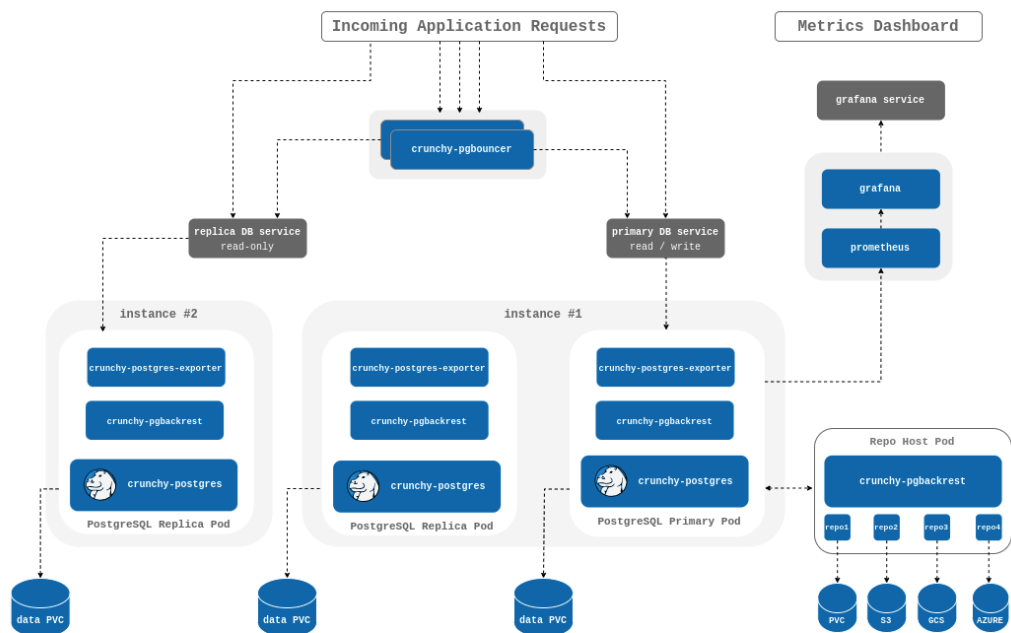 Incoming Application Requests
Metrics Dashboard
grafana service
crunchy-pgbouncer
grafana
replica DB service
read-only
primary DB service
read / write
prometheus
instance #2
instance #1
crunchy-postgres-exporter
crunchy-postgres-exporter
crunchy-postgres-exporter
crunchy-pgbackrest
crunchy-pgbackrest
crunchy-pgbackrest
Repo Host Pod
crunchy-pgbackrest
crunchy-postgres
crunchy-postgres
crunchy-postgres
PostgreSQL Replica Pod
PostgreSQL Replica Pod
PostgreSQL Primary Pod
repo1
repo2
repo3
repo4
data PVC
data PVC
data PVC
PVC
S3
GCS
AZURE